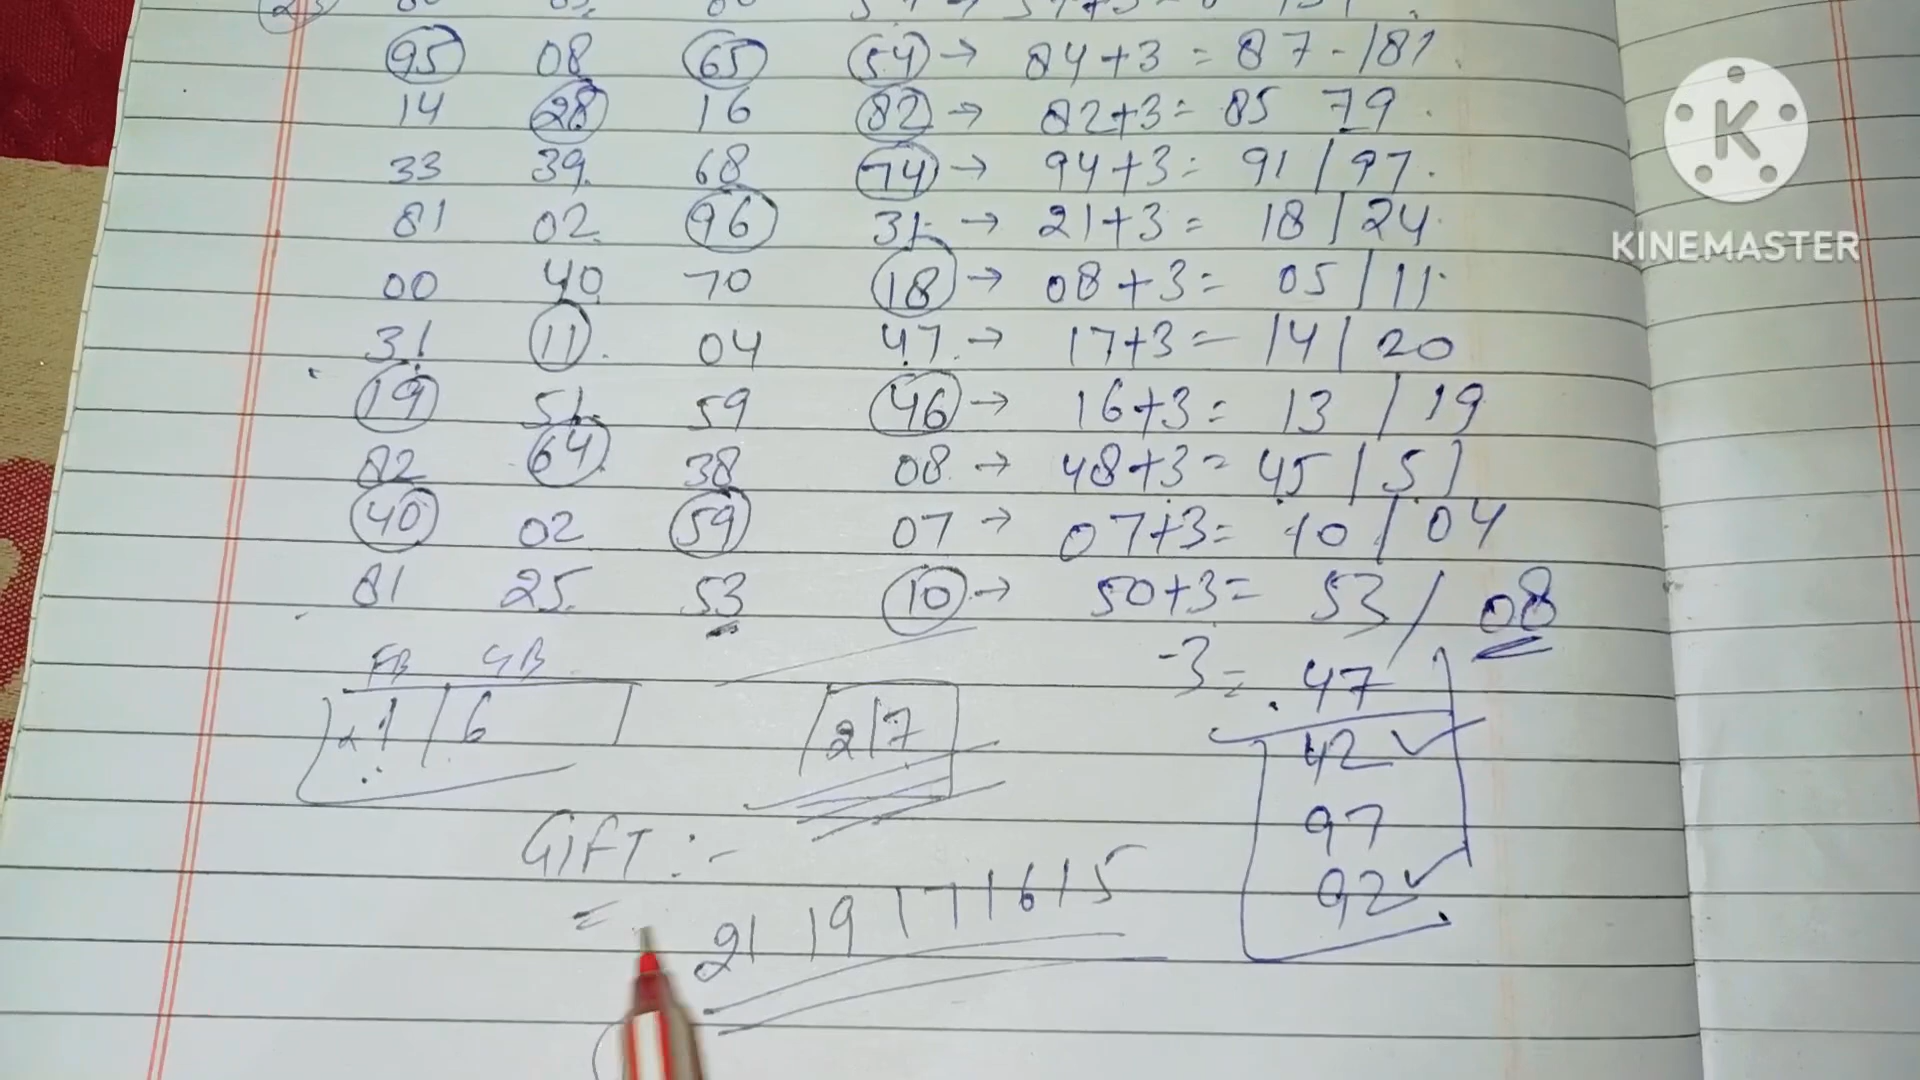 95 08 65 54 → 84+3 = 87 - 181
14 28 16 82 → 82+3 = 85 79
33 39 68 74 → 94+3 = 91 / 97
81 02 96 31 → 21+3 = 18 / 24
00 40 70 18 → 08+3 = 05 / 11
31 11 04 47 → 17+3 = 14 / 20
19 51 59 46 → 16+3 = 13 / 19
82 64 38 08 → 48+3 = 45 / 51
40 02 59 07 → 07+3 = 10 / 04
81 25 53 10 → 50+3 = 53 / 08
-3 = 47
FB GB
1 / 6
2/7
42 ✓
97
92 ✓
GIFT :-
= 21 19 17 16 15
KINEMASTER